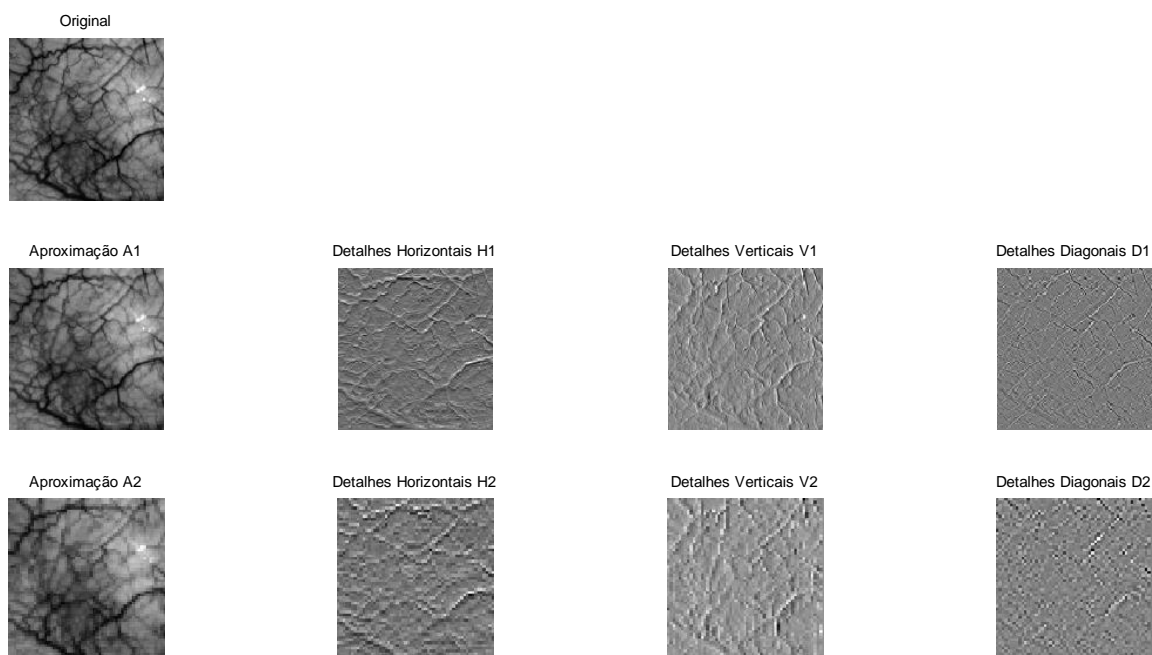 Original
Aproximação A1
Detalhes Horizontais H1
Detalhes Verticais V1
Detalhes Diagonais D1
Aproximação A2
Detalhes Horizontais H2
Detalhes Verticais V2
Detalhes Diagonais D2